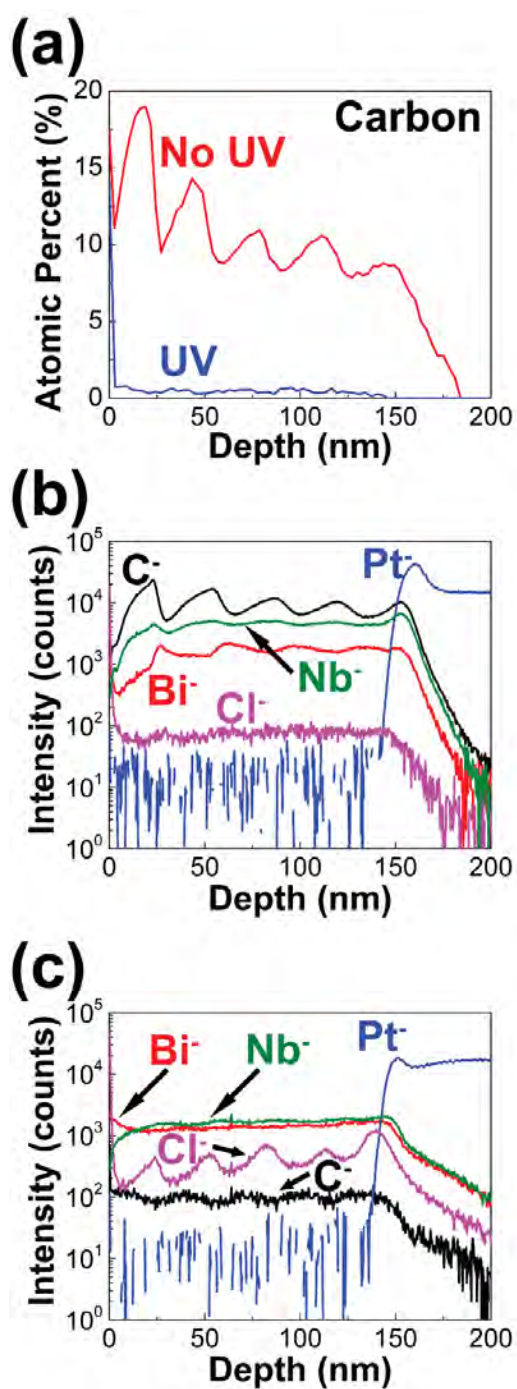 (a)
20
15
10
5
0
Atomic Percent (%)
Carbon
No UV
UV
0 50 100 150 200
Depth (nm)
(b)
10^5
10^4
10^3
10^2
10^1
10^0
Intensity (counts)
C^-
Pt^-
Nb^-
Bi^-
Cl^-
0 50 100 150 200
Depth (nm)
(c)
10^5
10^4
10^3
10^2
10^1
10^0
Intensity (counts)
Bi^-
Nb^-
Pt^-
Cl^-
C^-
0 50 100 150 200
Depth (nm)